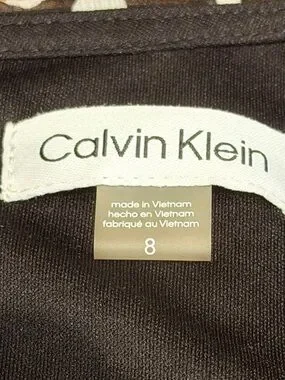 Calvin Klein
made in Vietnam
hecho en Vietnam
fabriqué au Vietnam
8